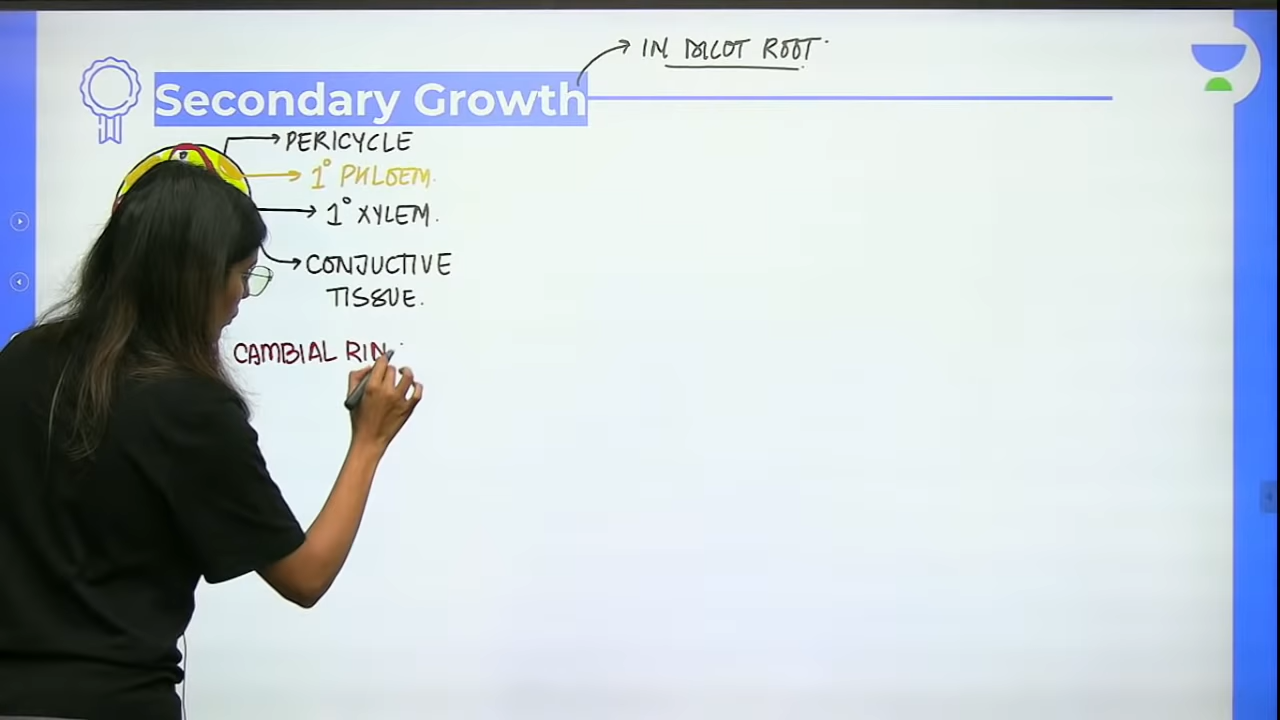 IN DICOT ROOT.
Secondary Growth
PERICYCLE
1° PHLOEM.
1° XYLEM.
CONJUCTIVE
TISSUE.
CAMBIAL RIN